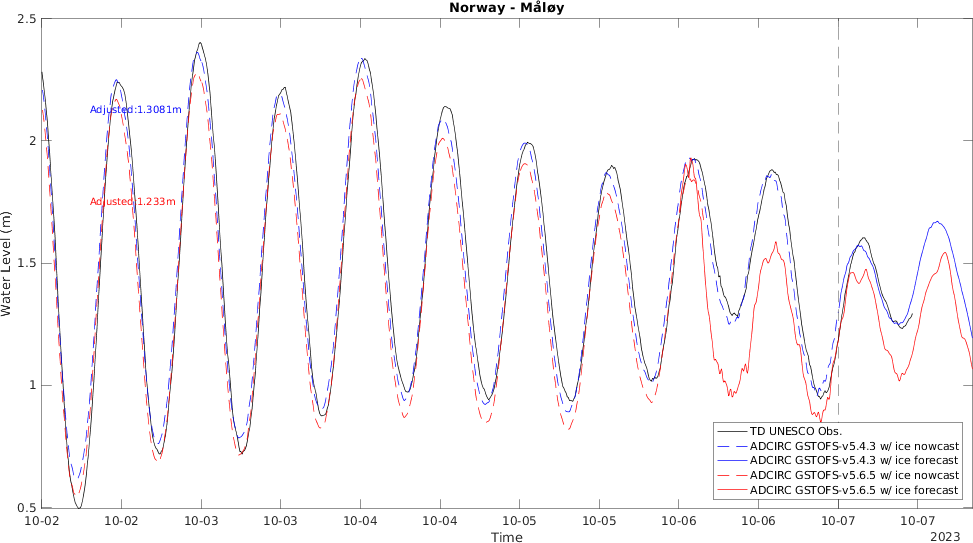 Norway - Måløy
2.5
2
1.5
1
0.5
Water Level (m)
Adjusted:1.3081m
Adjusted:1.233m
TD UNESCO Obs.
ADCIRC GSTOFS-v5.4.3 w/ ice nowcast
ADCIRC GSTOFS-v5.4.3 w/ ice forecast
ADCIRC GSTOFS-v5.6.5 w/ ice nowcast
ADCIRC GSTOFS-v5.6.5 w/ ice forecast
10-02 10-02 10-03 10-03 10-04 10-04 10-05 10-05 10-06 10-06 10-07 10-07
Time
2023